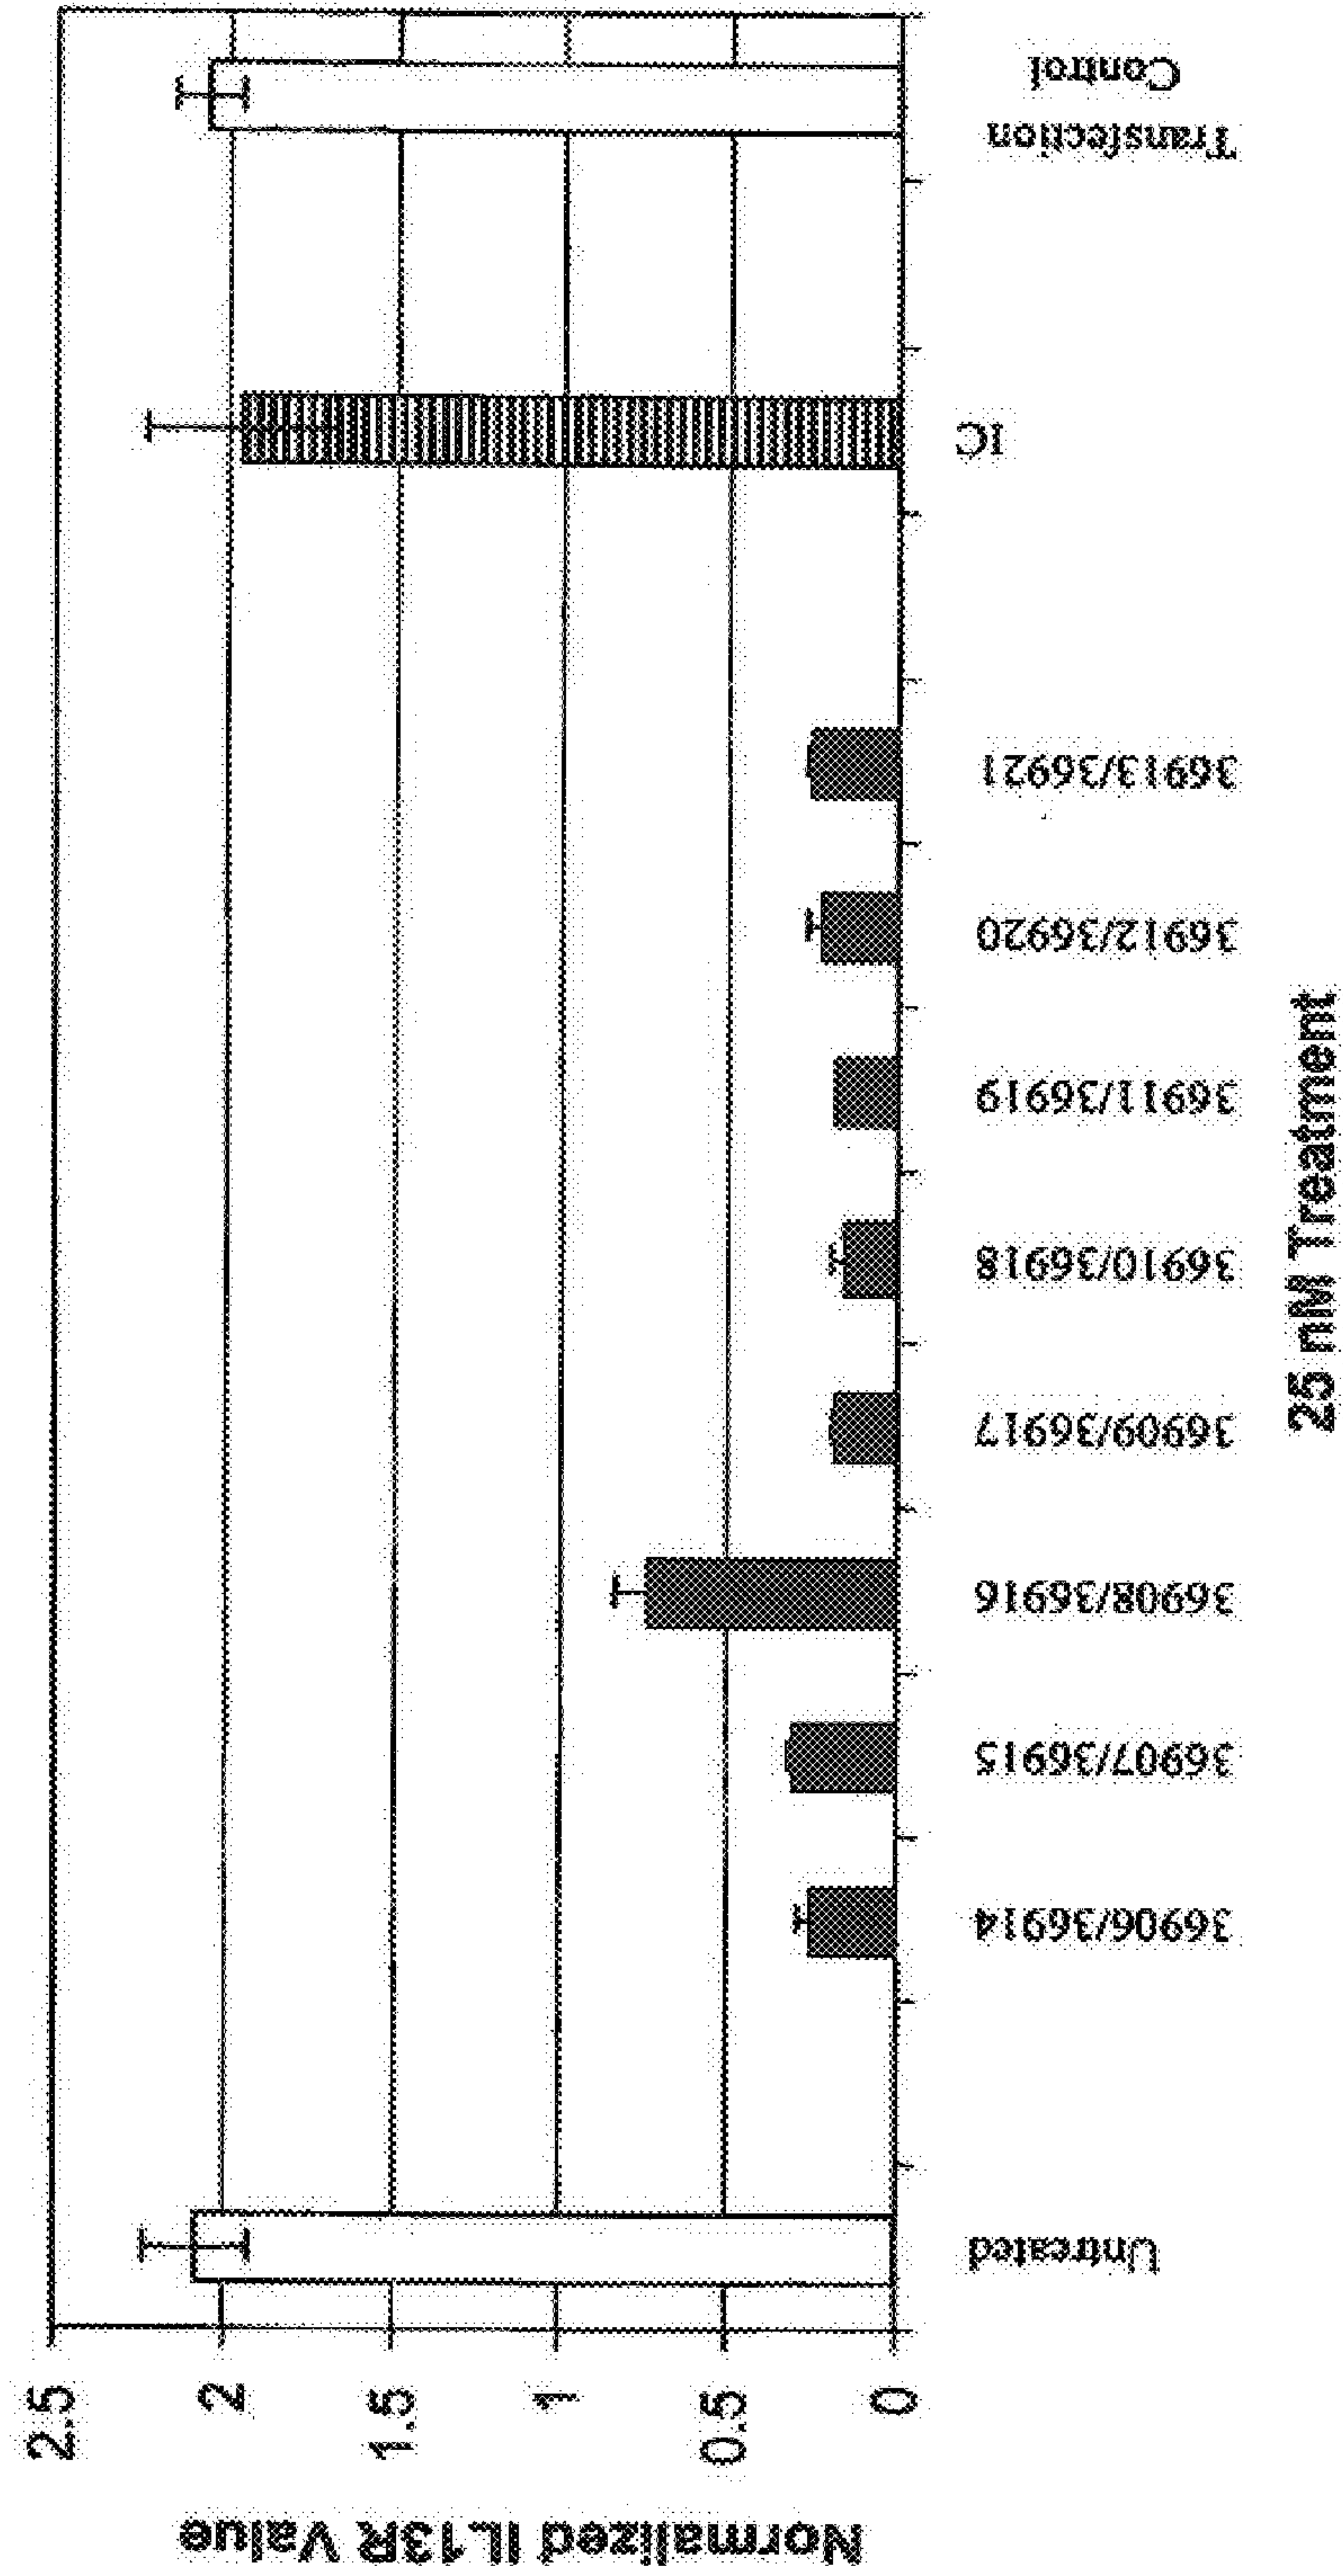 Normalized IL13R Value
2.5
2
1.5
1
0.5
0
Untreated
36906/36914
36907/36915
36908/36916
36909/36917
36910/36918
36911/36919
36912/36920
36913/36921
IC
Transfection
Control
25 nM Treatment